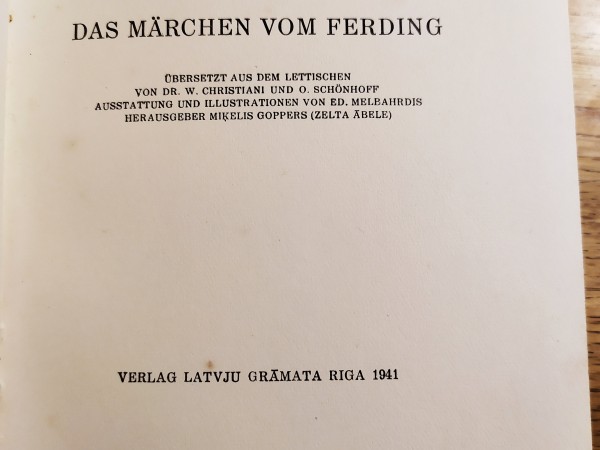 DAS MÄRCHEN VOM FERDING
ÜBERSETZT AUS DEM LETTISCHEN
VON DR. W. CHRISTIANI UND O. SCHÖNHOFF
AUSSTATTUNG UND ILLUSTRATIONEN VON ED. MELBAHRDIS
HERAUSGEBER MIĶELIS GOPPERS (ZELTA ĀBELE)
VERLAG LATVJU GRĀMATA RIGA 1941